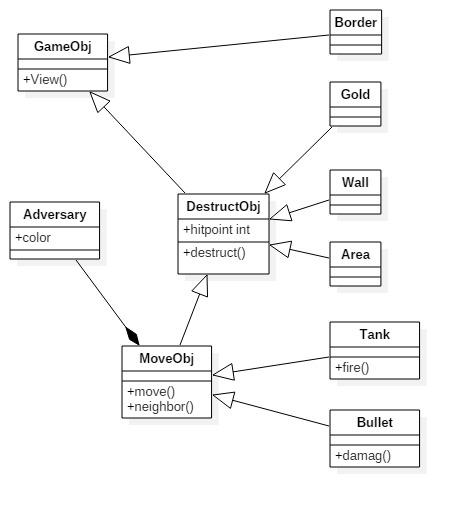 Border
GameObj
+View()
Gold
Wall
DestructObj
+hitpoint int
+destruct()
Adversary
+color
Area
Tank
+fire()
MoveObj
+move()
+neighbor()
Bullet
+damag()